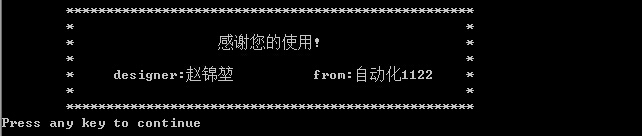 **************************************************
*                                                *
*                 感谢您的使用!                  *
*                                                *
*     designer:赵锦堃          from:自动化1122    *
*                                                *
**************************************************
Press any key to continue